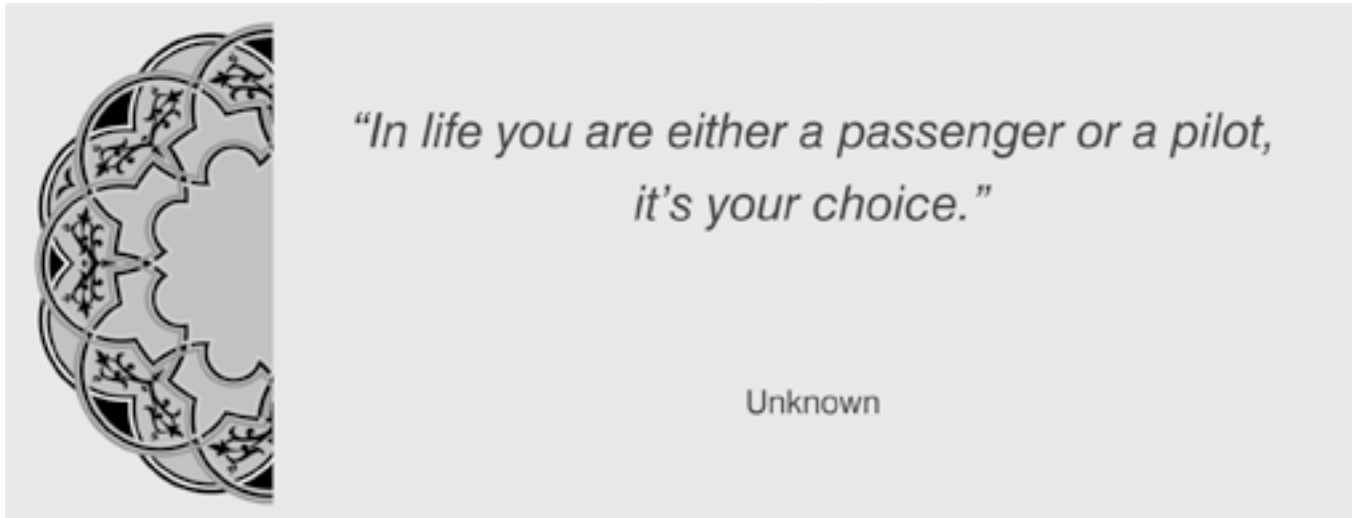 “In life you are either a passenger or a pilot,
it’s your choice.”
Unknown